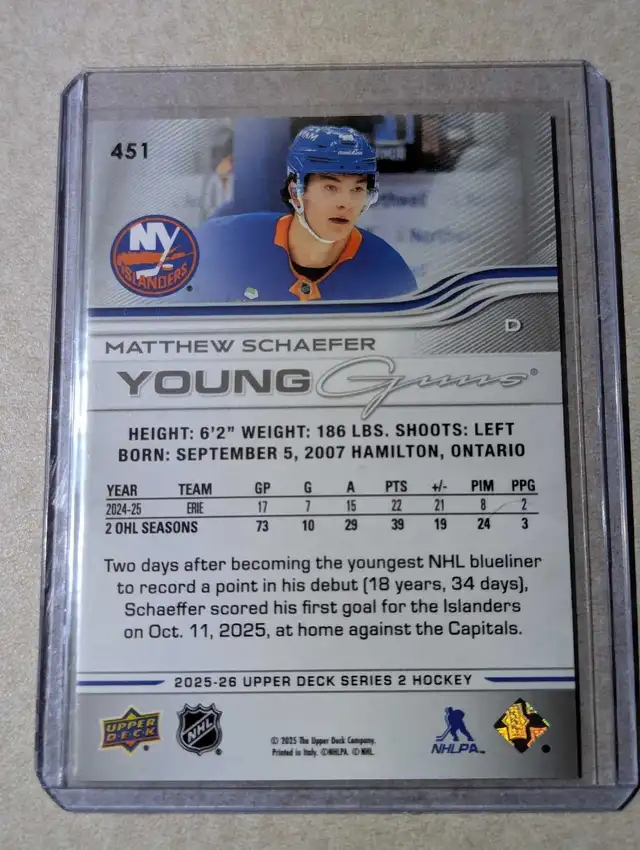 451
NY
ISLANDERS
D
MATTHEW SCHAEFER
YOUNG Guns®
HEIGHT: 6'2" WEIGHT: 186 LBS. SHOOTS: LEFT
BORN: SEPTEMBER 5, 2007 HAMILTON, ONTARIO
YEAR TEAM GP G A PTS +/- PIM PPG
2024-25 ERIE 17 7 15 22 21 8 2
2 OHL SEASONS 73 10 29 39 19 24 3
Two days after becoming the youngest NHL blueliner
to record a point in his debut (18 years, 34 days),
Schaeffer scored his first goal for the Islanders
on Oct. 11, 2025, at home against the Capitals.
2025-26 UPPER DECK SERIES 2 HOCKEY
UPPER
DECK
NHL
© 2025 The Upper Deck Company.
Printed in Italy. ©NHLPA. © NHL.
NHLPA™